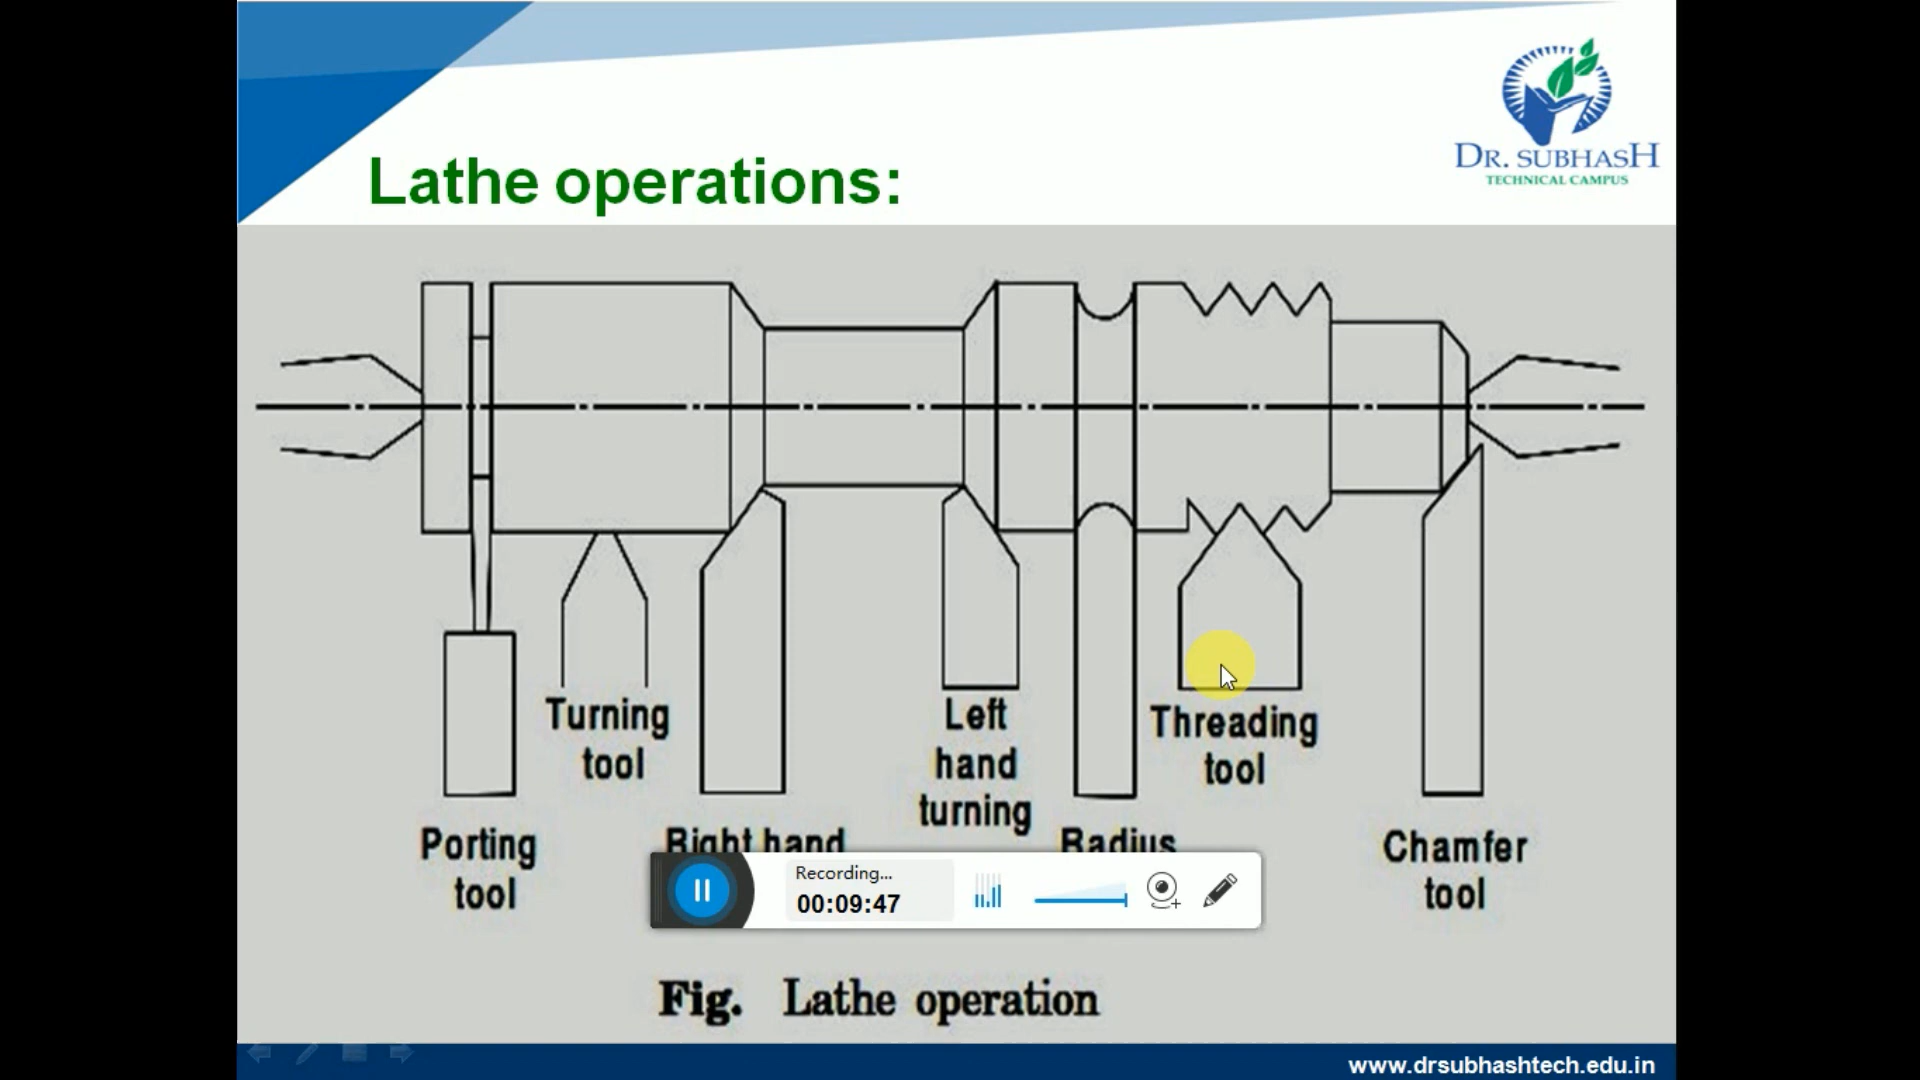 DR. SUBHASH
TECHNICAL CAMPUS
Lathe operations:
Turning
tool
Left
hand
turning
Threading
tool
Porting
tool
Right hand
Radius
Chamfer
tool
Recording...
00:09:47
Fig. Lathe operation
www.drsubhashtech.edu.in